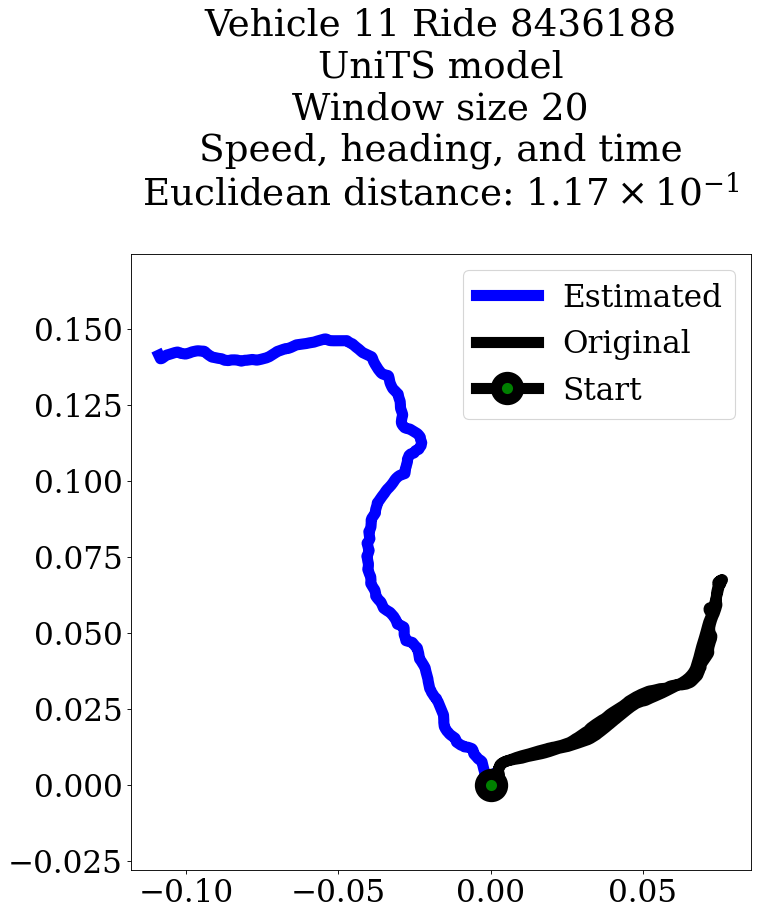 Vehicle 11 Ride 8436188
UniTS model
Window size 20
Speed, heading, and time
Euclidean distance: 1.17 × 10⁻¹
Estimated
Original
Start
0.150
0.125
0.100
0.075
0.050
0.025
0.000
−0.025
−0.10 −0.05 0.00 0.05